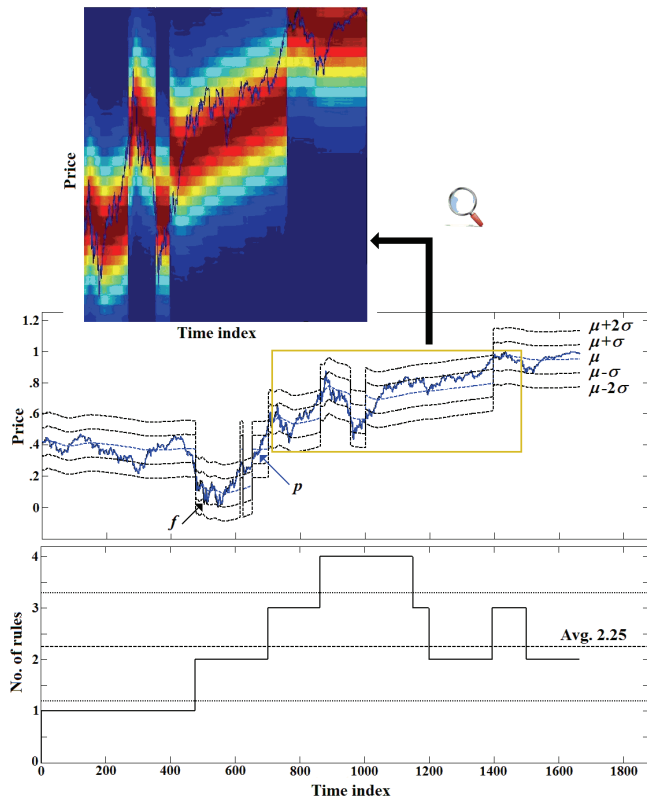 Price
Time index
1.2
1
.8
.6
.4
.2
0
Price
μ+2σ
μ+σ
μ
μ-σ
μ-2σ
p
f
4
3
2
1
0
No. of rules
Avg. 2.25
0 200 400 600 800 1000 1200 1400 1600 1800
Time index